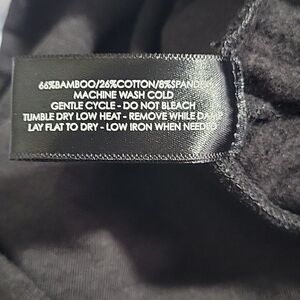 66%BAMBOO/26%COTTON/8%SPANDEX
MACHINE WASH COLD
GENTLE CYCLE - DO NOT BLEACH
TUMBLE DRY LOW HEAT - REMOVE WHILE DAMP
LAY FLAT TO DRY - LOW IRON WHEN NEEDED